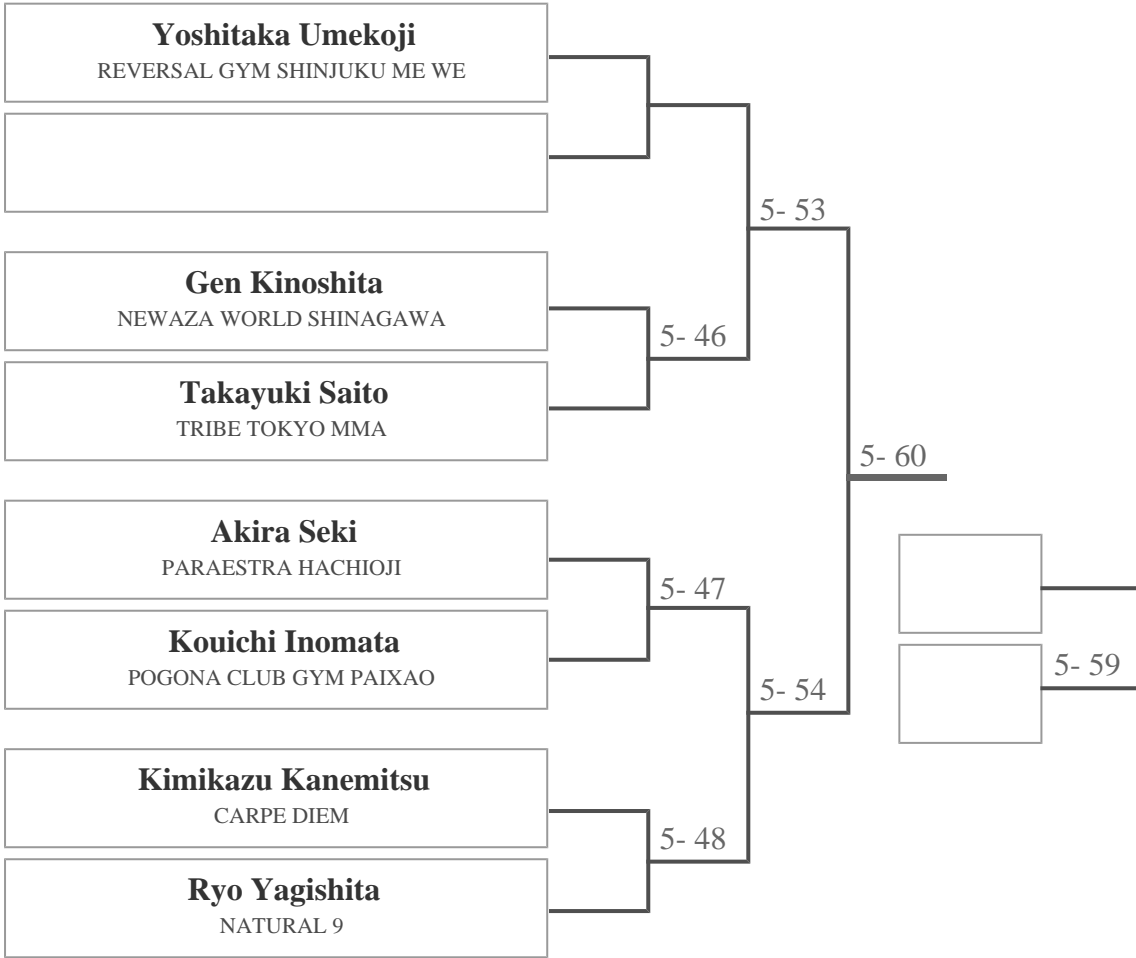 Yoshitaka Umekoji
REVERSAL GYM SHINJUKU ME WE
5- 53
Gen Kinoshita
NEWAZA WORLD SHINAGAWA
5- 46
Takayuki Saito
TRIBE TOKYO MMA
5- 60
Akira Seki
PARAESTRA HACHIOJI
5- 47
Kouichi Inomata
POGONA CLUB GYM PAIXAO
5- 54
5- 59
Kimikazu Kanemitsu
CARPE DIEM
5- 48
Ryo Yagishita
NATURAL 9